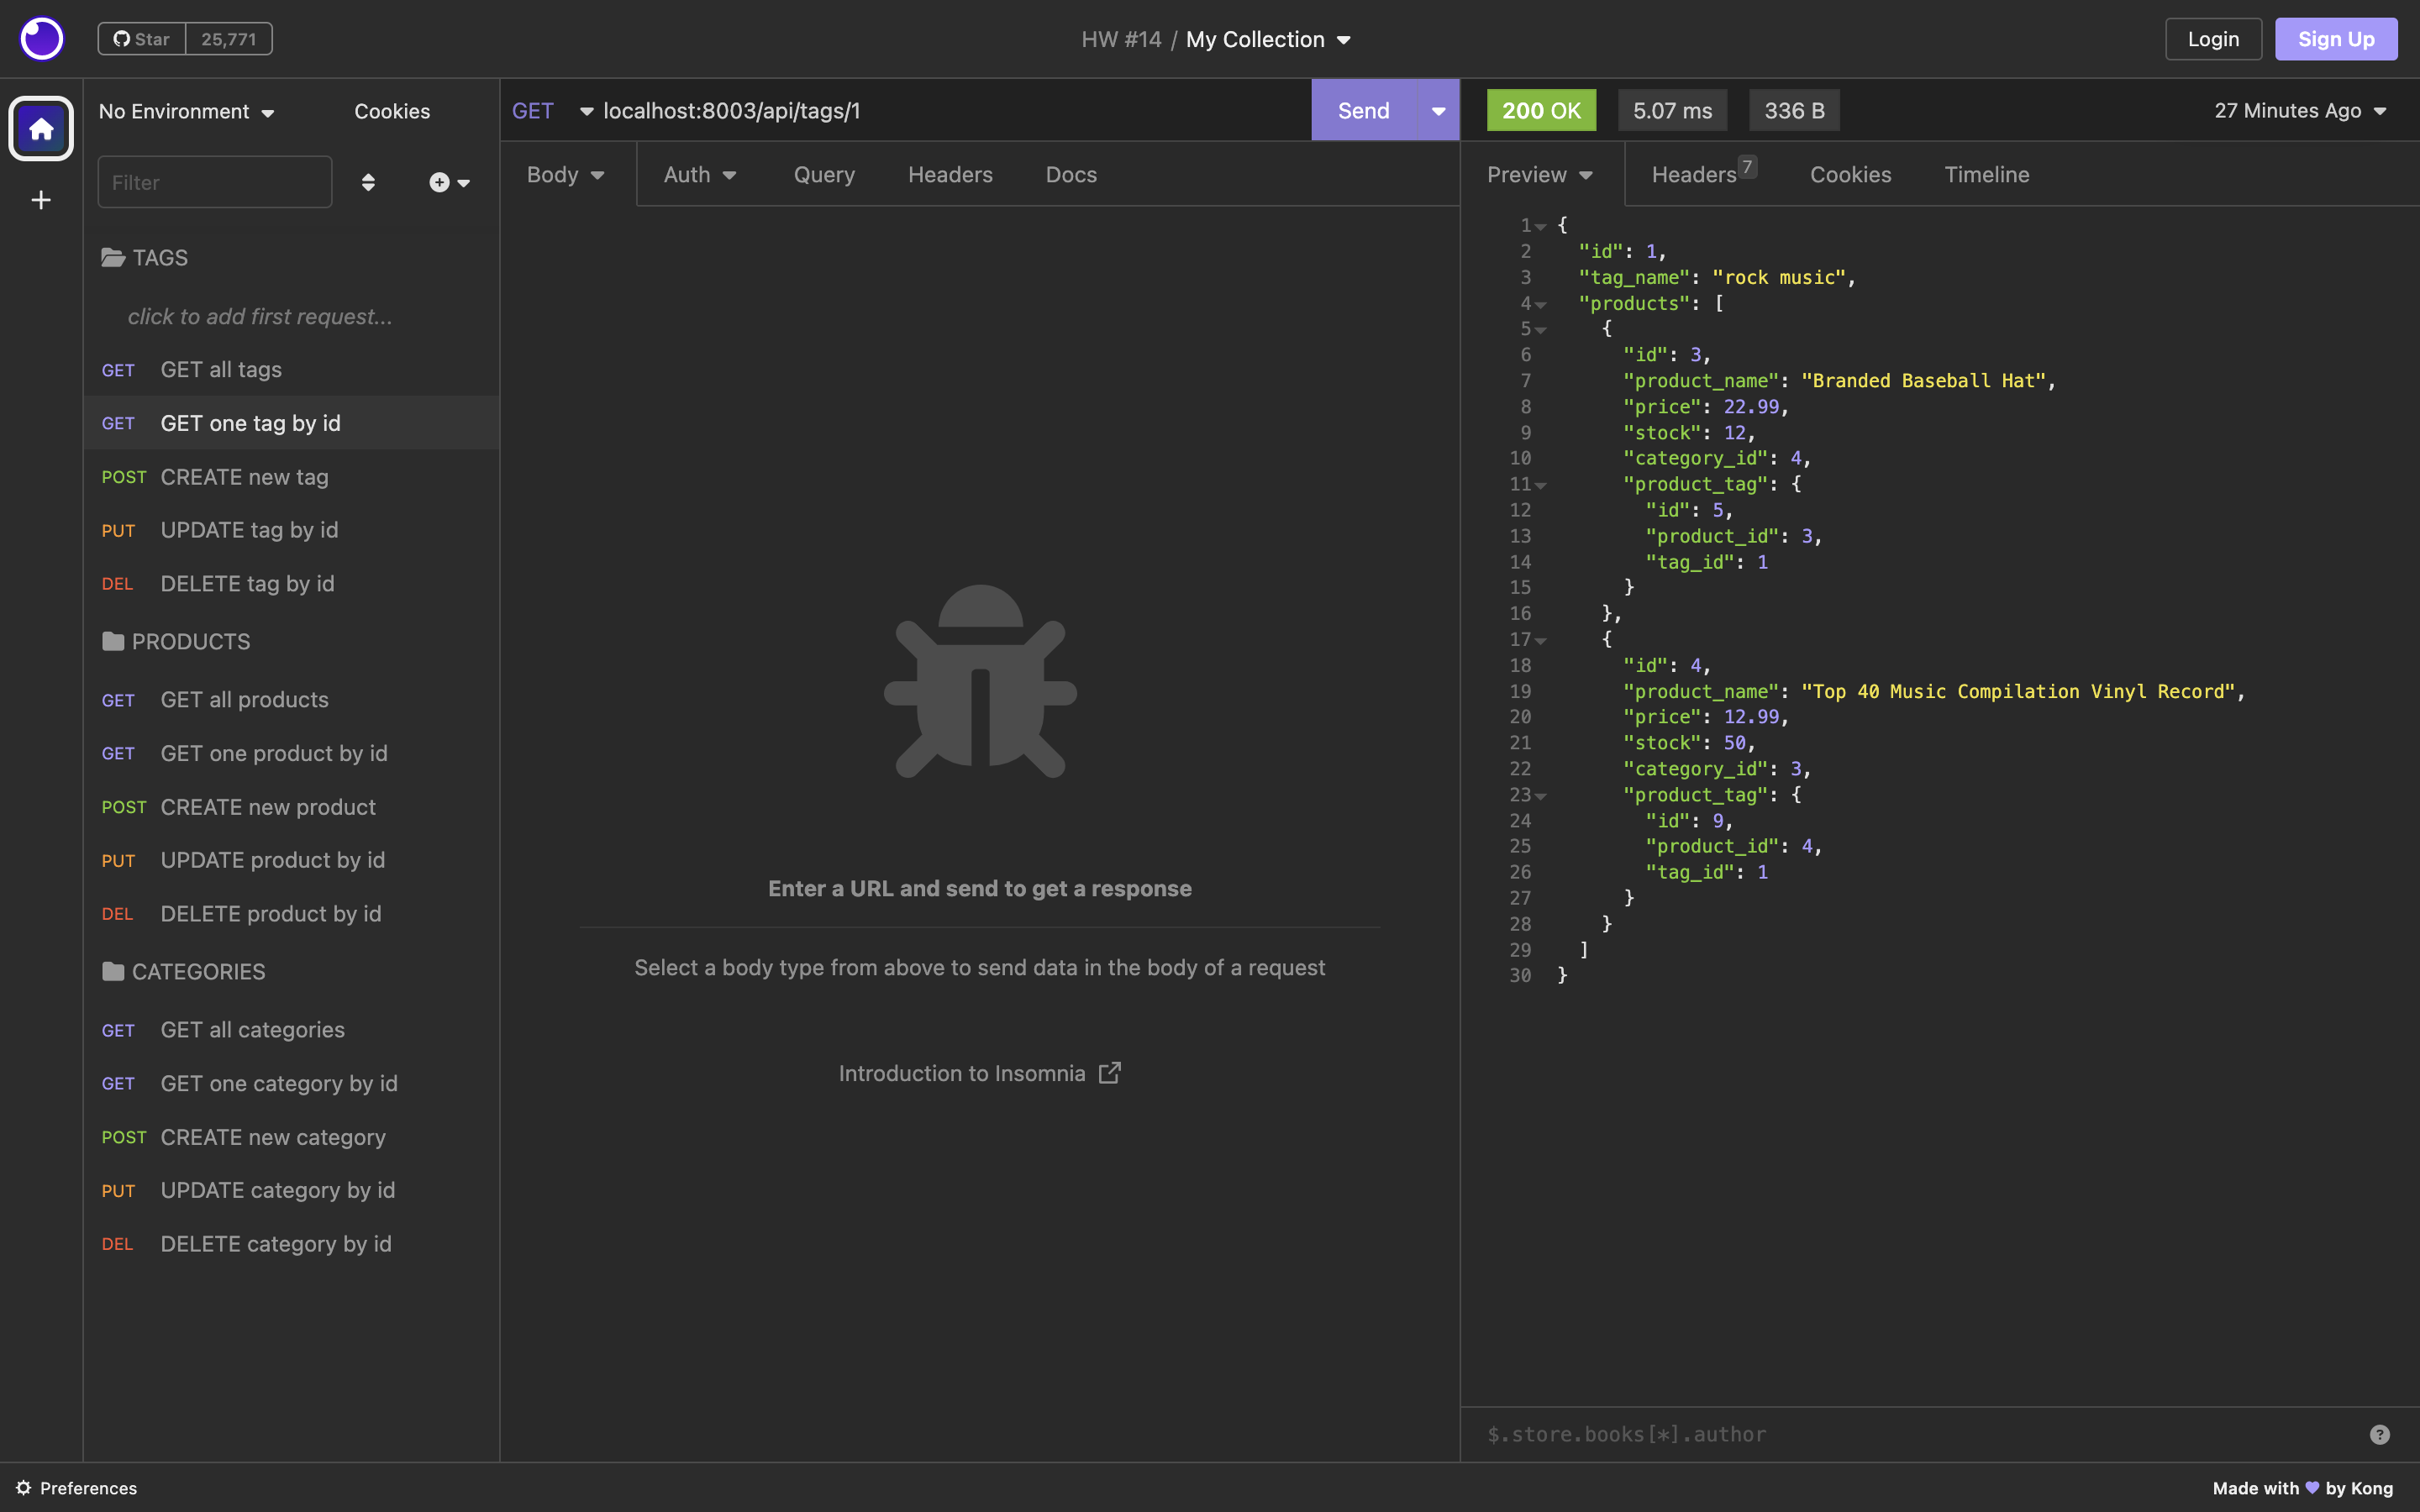 Star 25,771
HW #14 / My Collection
Login
Sign Up
No Environment
Cookies
Filter
TAGS
click to add first request...
GET GET all tags
GET GET one tag by id
POST CREATE new tag
PUT UPDATE tag by id
DEL DELETE tag by id
PRODUCTS
GET GET all products
GET GET one product by id
POST CREATE new product
PUT UPDATE product by id
DEL DELETE product by id
CATEGORIES
GET GET all categories
GET GET one category by id
POST CREATE new category
PUT UPDATE category by id
DEL DELETE category by id
GET localhost:8003/api/tags/1
Send
Body Auth Query Headers Docs
Enter a URL and send to get a response
Select a body type from above to send data in the body of a request
Introduction to Insomnia
200 OK 5.07 ms 336 B
27 Minutes Ago
Preview Headers 7 Cookies Timeline
1 {
2 "id": 1,
3 "tag_name": "rock music",
4 "products": [
5 {
6 "id": 3,
7 "product_name": "Branded Baseball Hat",
8 "price": 22.99,
9 "stock": 12,
10 "category_id": 4,
11 "product_tag": {
12 "id": 5,
13 "product_id": 3,
14 "tag_id": 1
15 }
16 },
17 {
18 "id": 4,
19 "product_name": "Top 40 Music Compilation Vinyl Record",
20 "price": 12.99,
21 "stock": 50,
22 "category_id": 3,
23 "product_tag": {
24 "id": 9,
25 "product_id": 4,
26 "tag_id": 1
27 }
28 }
29 ]
30 }
$.store.books[*].author
?
Preferences
Made with 💜 by Kong